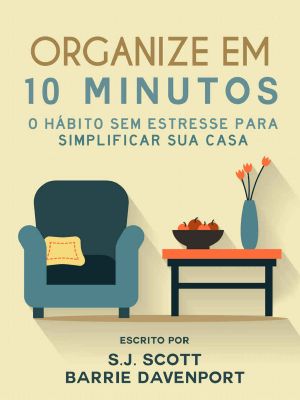 ORGANIZE EM
10 MINUTOS
O HÁBITO SEM ESTRESSE PARA
SIMPLIFICAR SUA CASA
ESCRITO POR
S.J. SCOTT
BARRIE DAVENPORT